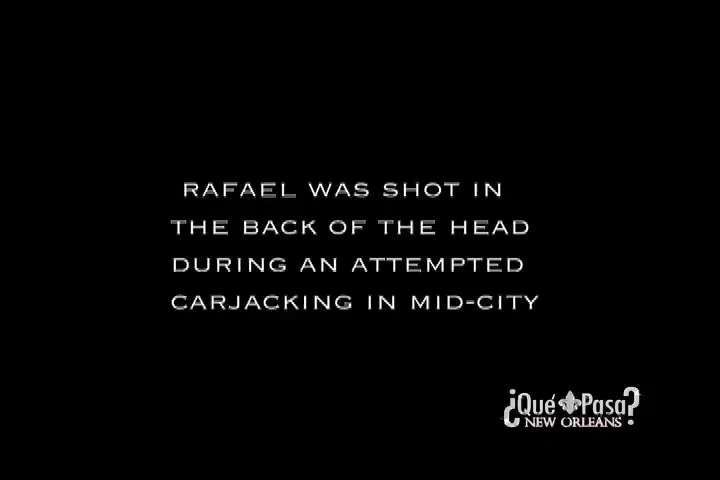 RAFAEL WAS SHOT IN
THE BACK OF THE HEAD
DURING AN ATTEMPTED
CARJACKING IN MID-CITY
¿Qué Pasa?
NEW ORLEANS